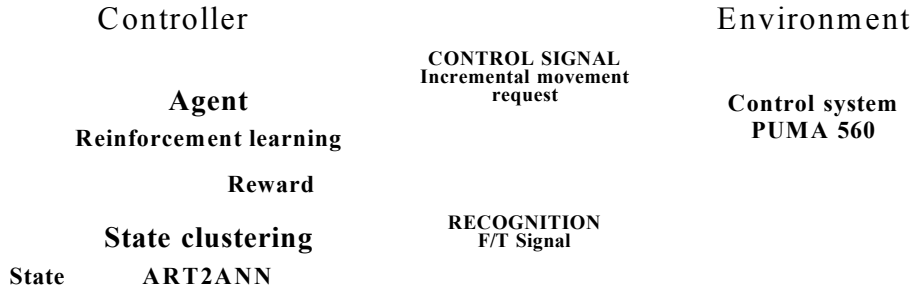 Controller
Environment
CONTROL SIGNAL
Incremental movement
request
Agent
Reinforcement learning
Control system
PUMA 560
Reward
RECOGNITION
F/T Signal
State clustering
State
ART2ANN